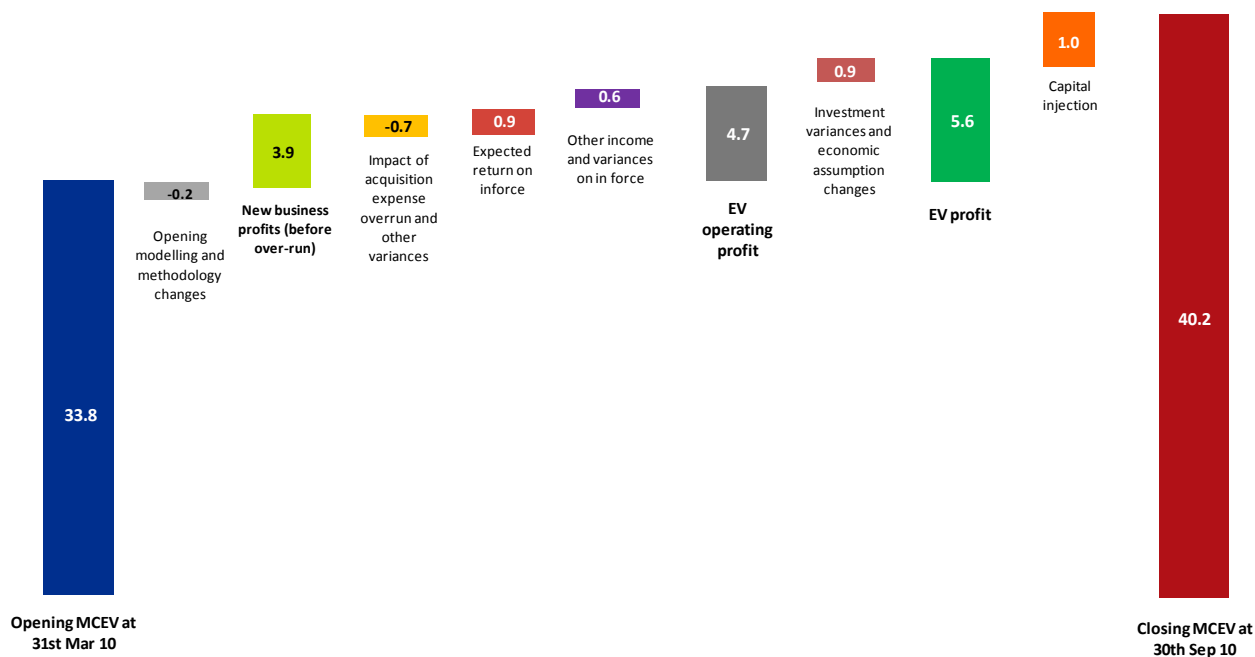 33.8
Opening MCEV at
31st Mar 10
-0.2
Opening
modelling and
methodology
changes
3.9
New business
profits (before
over-run)
-0.7
Impact of
acquisition
expense
overrun and
other
variances
0.9
Expected
return on
inforce
0.6
Other income
and variances
on in force
4.7
EV
operating
profit
0.9
Investment
variances and
economic
assumption
changes
5.6
EV profit
1.0
Capital
injection
40.2
Closing MCEV at
30th Sep 10